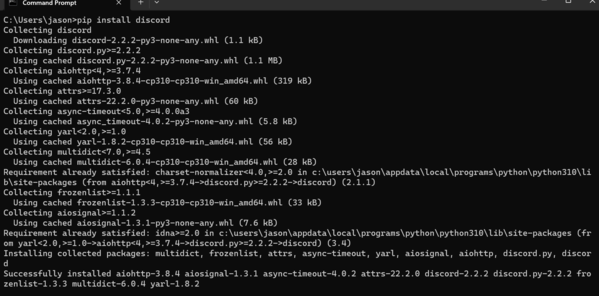 Command Prompt
C:\Users\jason>pip install discord
Collecting discord
  Downloading discord-2.2.2-py3-none-any.whl (1.1 kB)
Collecting discord.py>=2.2.2
  Using cached discord.py-2.2.2-py3-none-any.whl (1.1 MB)
Collecting aiohttp<4,>=3.7.4
  Using cached aiohttp-3.8.4-cp310-cp310-win_amd64.whl (319 kB)
Collecting attrs>=17.3.0
  Using cached attrs-22.2.0-py3-none-any.whl (60 kB)
Collecting async-timeout<5.0,>=4.0.0a3
  Using cached async_timeout-4.0.2-py3-none-any.whl (5.8 kB)
Collecting yarl<2.0,>=1.0
  Using cached yarl-1.8.2-cp310-cp310-win_amd64.whl (56 kB)
Collecting multidict<7.0,>=4.5
  Using cached multidict-6.0.4-cp310-cp310-win_amd64.whl (28 kB)
Requirement already satisfied: charset-normalizer<4.0,>=2.0 in c:\users\jason\appdata\local\programs\python\python310\li
b\site-packages (from aiohttp<4,>=3.7.4->discord.py>=2.2.2->discord) (2.1.1)
Collecting frozenlist>=1.1.1
  Using cached frozenlist-1.3.3-cp310-cp310-win_amd64.whl (33 kB)
Collecting aiosignal>=1.1.2
  Using cached aiosignal-1.3.1-py3-none-any.whl (7.6 kB)
Requirement already satisfied: idna>=2.0 in c:\users\jason\appdata\local\programs\python\python310\lib\site-packages (fr
om yarl<2.0,>=1.0->aiohttp<4,>=3.7.4->discord.py>=2.2.2->discord) (3.4)
Installing collected packages: multidict, frozenlist, attrs, async-timeout, yarl, aiosignal, aiohttp, discord.py, discor
d
Successfully installed aiohttp-3.8.4 aiosignal-1.3.1 async-timeout-4.0.2 attrs-22.2.0 discord-2.2.2 discord.py-2.2.2 fro
zenlist-1.3.3 multidict-6.0.4 yarl-1.8.2